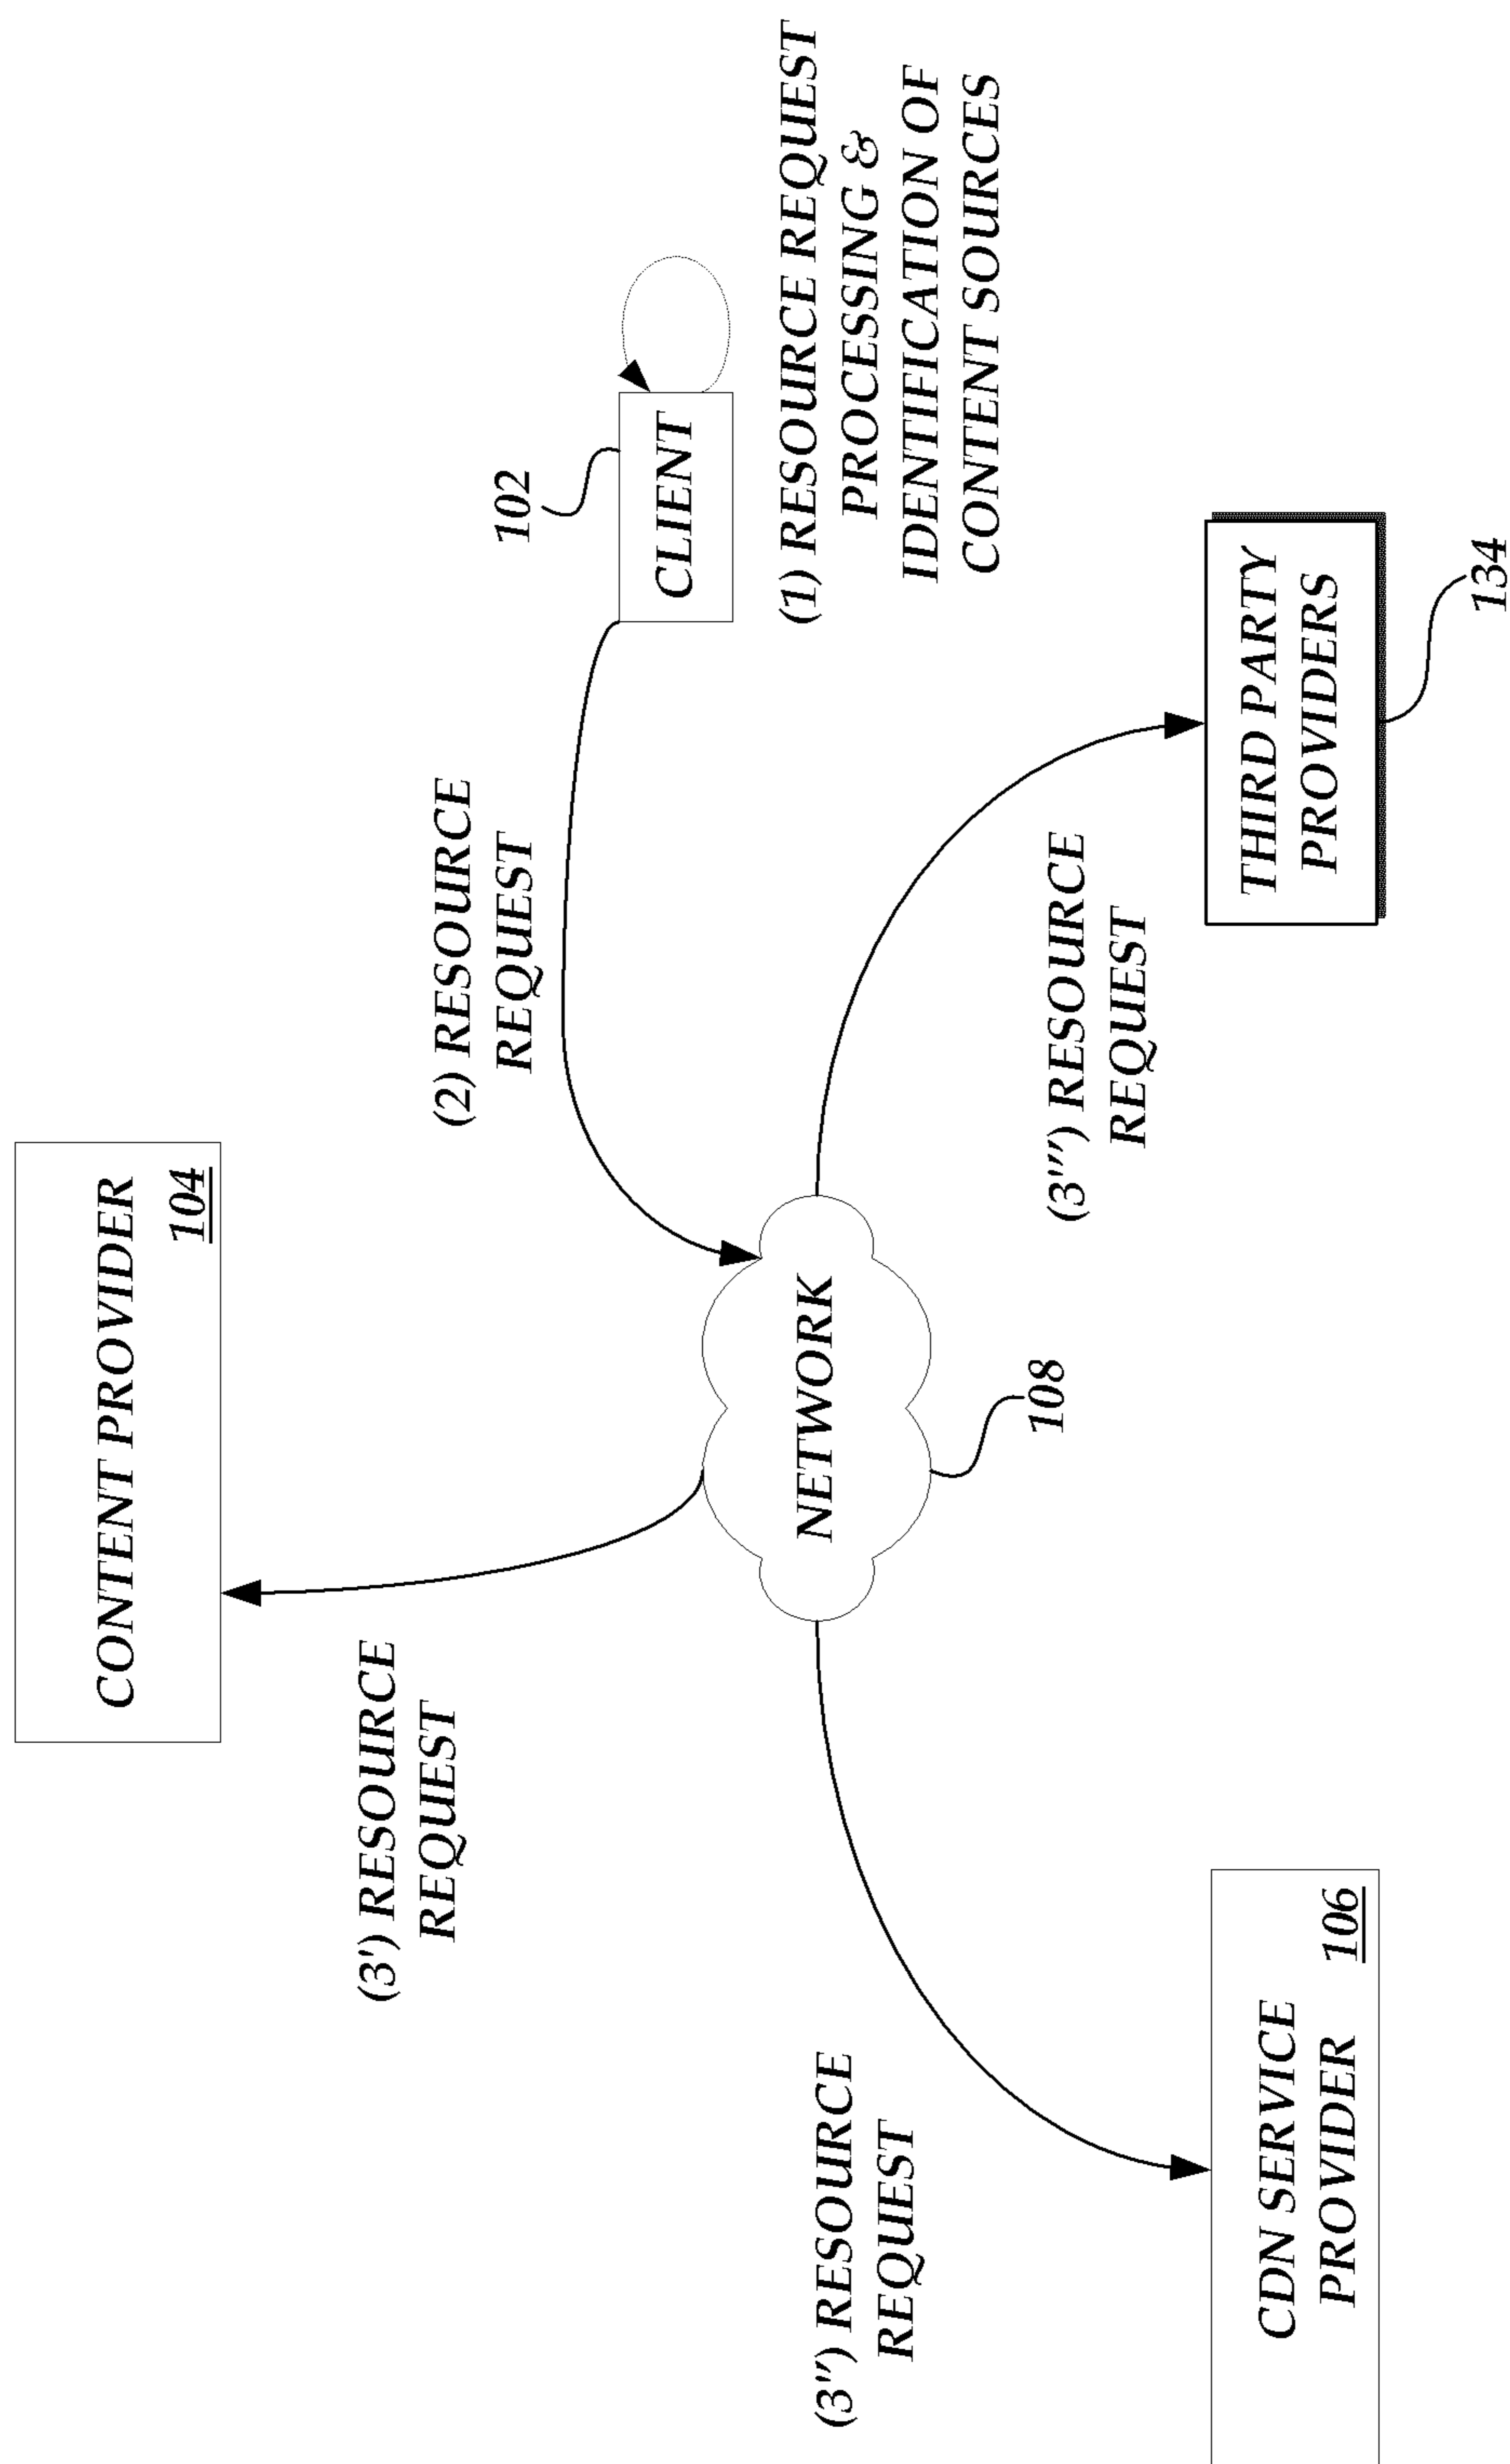 CONTENT PROVIDER
104
(3') RESOURCE
REQUEST
(2) RESOURCE
REQUEST
102
CLIENT
(1) RESOURCE REQUEST
PROCESSING &
IDENTIFICATION OF
CONTENT SOURCES
NETWORK
108
(3'') RESOURCE
REQUEST
(3''') RESOURCE
REQUEST
CDN SERVICE
PROVIDER
106
THIRD PARTY
PROVIDERS
134